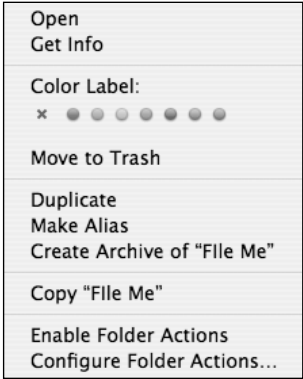 Open
Get Info
Color Label:
Move to Trash
Duplicate
Make Alias
Create Archive of “FIle Me”
Copy “FIle Me”
Enable Folder Actions
Configure Folder Actions...